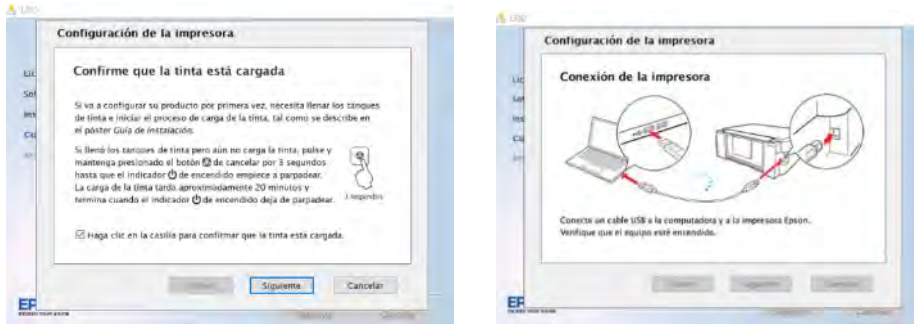 Configuración de la impresora
Confirme que la tinta está cargada
Si va a configurar su producto por primera vez, necesita llenar los tanques
de tinta e iniciar el proceso de carga de la tinta, tal como se describe en
el póster Guía de instalación.
Si llenó los tanques de tinta pero aún no carga la tinta, pulse y
mantenga presionado el botón de cancelar por 3 segundos
hasta que el indicador de encendido empiece a parpadear.
La carga de la tinta tarda aproximadamente 20 minutos y
termina cuando el indicador de encendido deja de parpadear.
3 segundos
Haga clic en la casilla para confirmar que la tinta está cargada.
Siguiente
Cancelar
EP
Configuración de la impresora
Conexión de la impresora
Conecte un cable USB a la computadora y a la impresora Epson.
Verifique que el equipo esté encendido.
EP